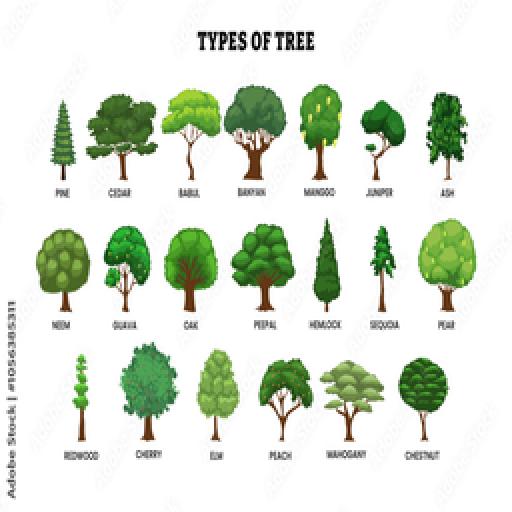 TYPES OF TREE
PINE CEDAR BABUL BANYAN MANGGO JUNIPER ASH
NEEM GUAVA OAK PEEPAL HEMLOCK SEQUOIA PEAR
REDWOOD CHERRY ELM PEACH MAHOGANY CHESTNUT
Adobe Stock | #1056385311